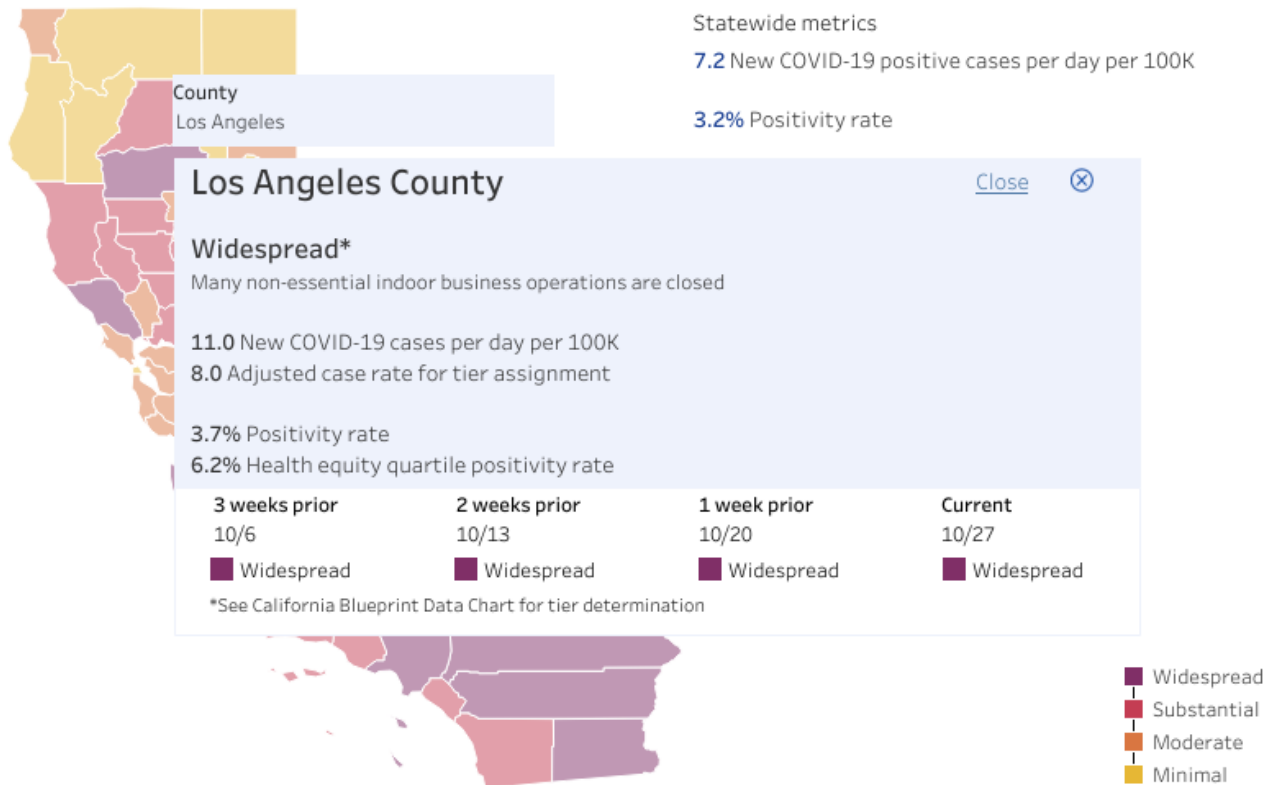 Statewide metrics
7.2 New COVID-19 positive cases per day per 100K
3.2% Positivity rate
County
Los Angeles
Los Angeles County
Close
Widespread*
Many non-essential indoor business operations are closed
11.0 New COVID-19 cases per day per 100K
8.0 Adjusted case rate for tier assignment
3.7% Positivity rate
6.2% Health equity quartile positivity rate
3 weeks prior 2 weeks prior 1 week prior Current
10/6 10/13 10/20 10/27
Widespread Widespread Widespread Widespread
*See California Blueprint Data Chart for tier determination
Widespread
Substantial
Moderate
Minimal